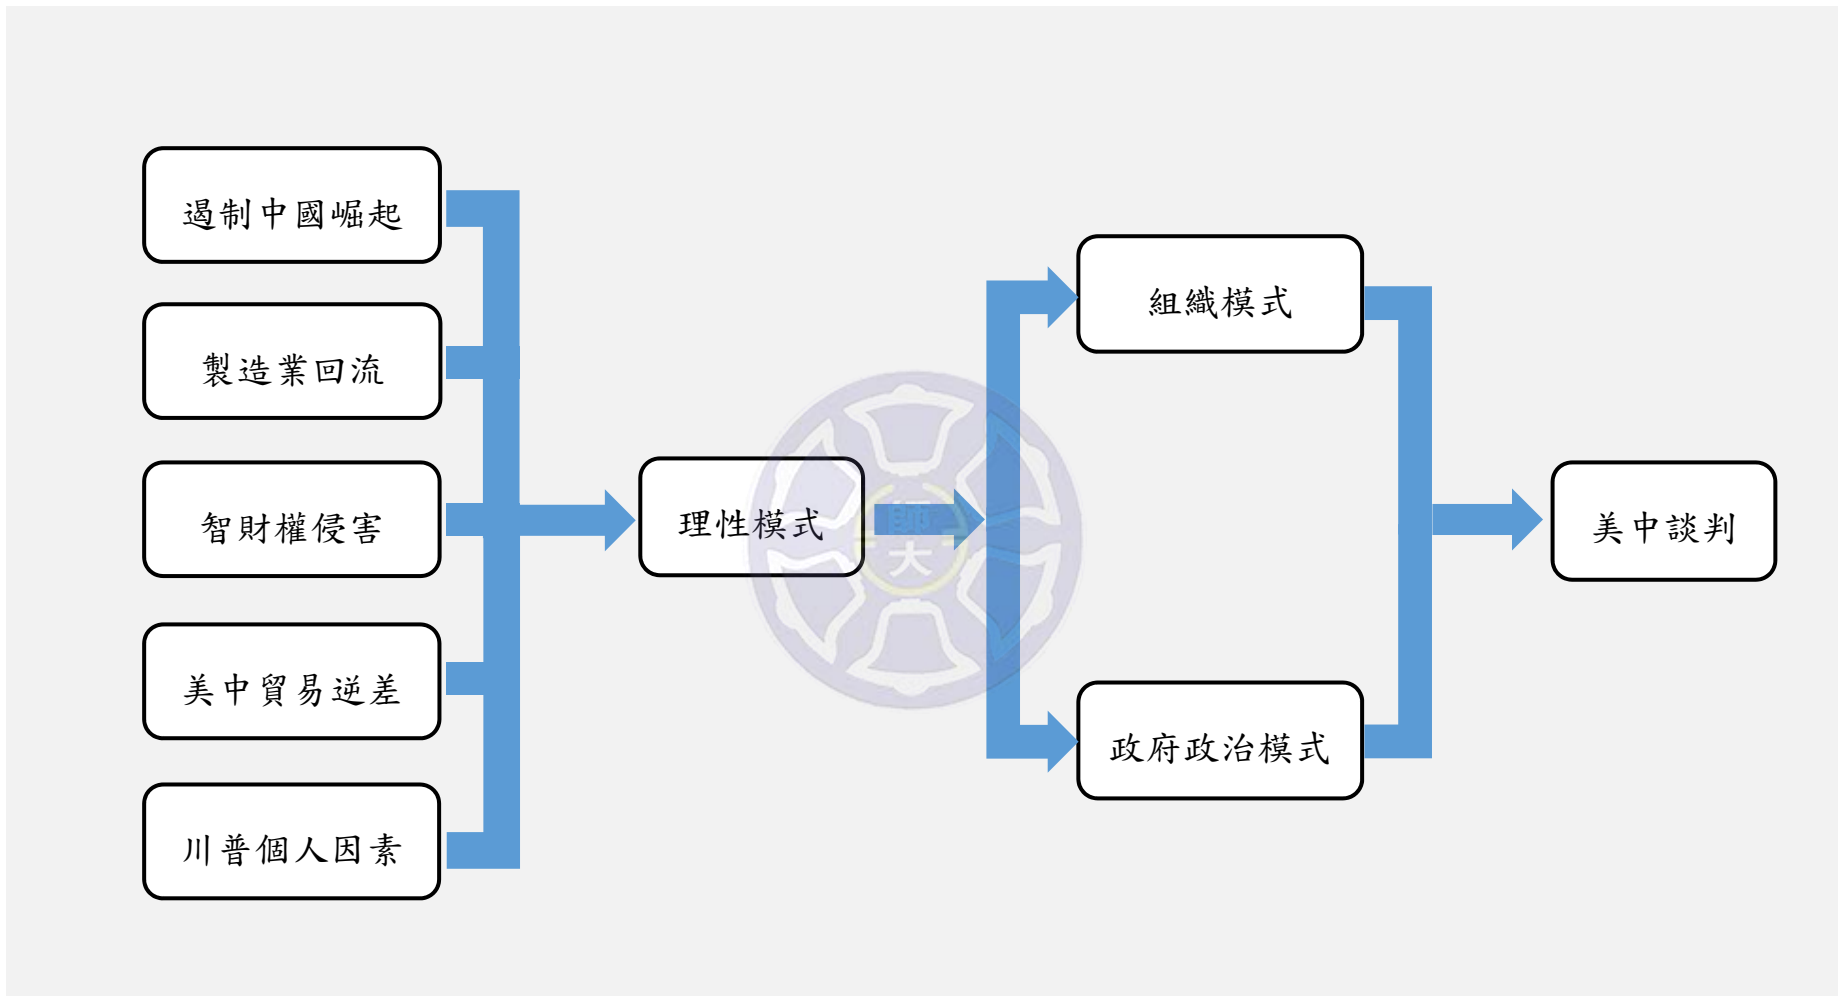 遏制中國崛起
製造業回流
智財權侵害
美中貿易逆差
川普個人因素
理性模式
師大
組織模式
政府政治模式
美中談判